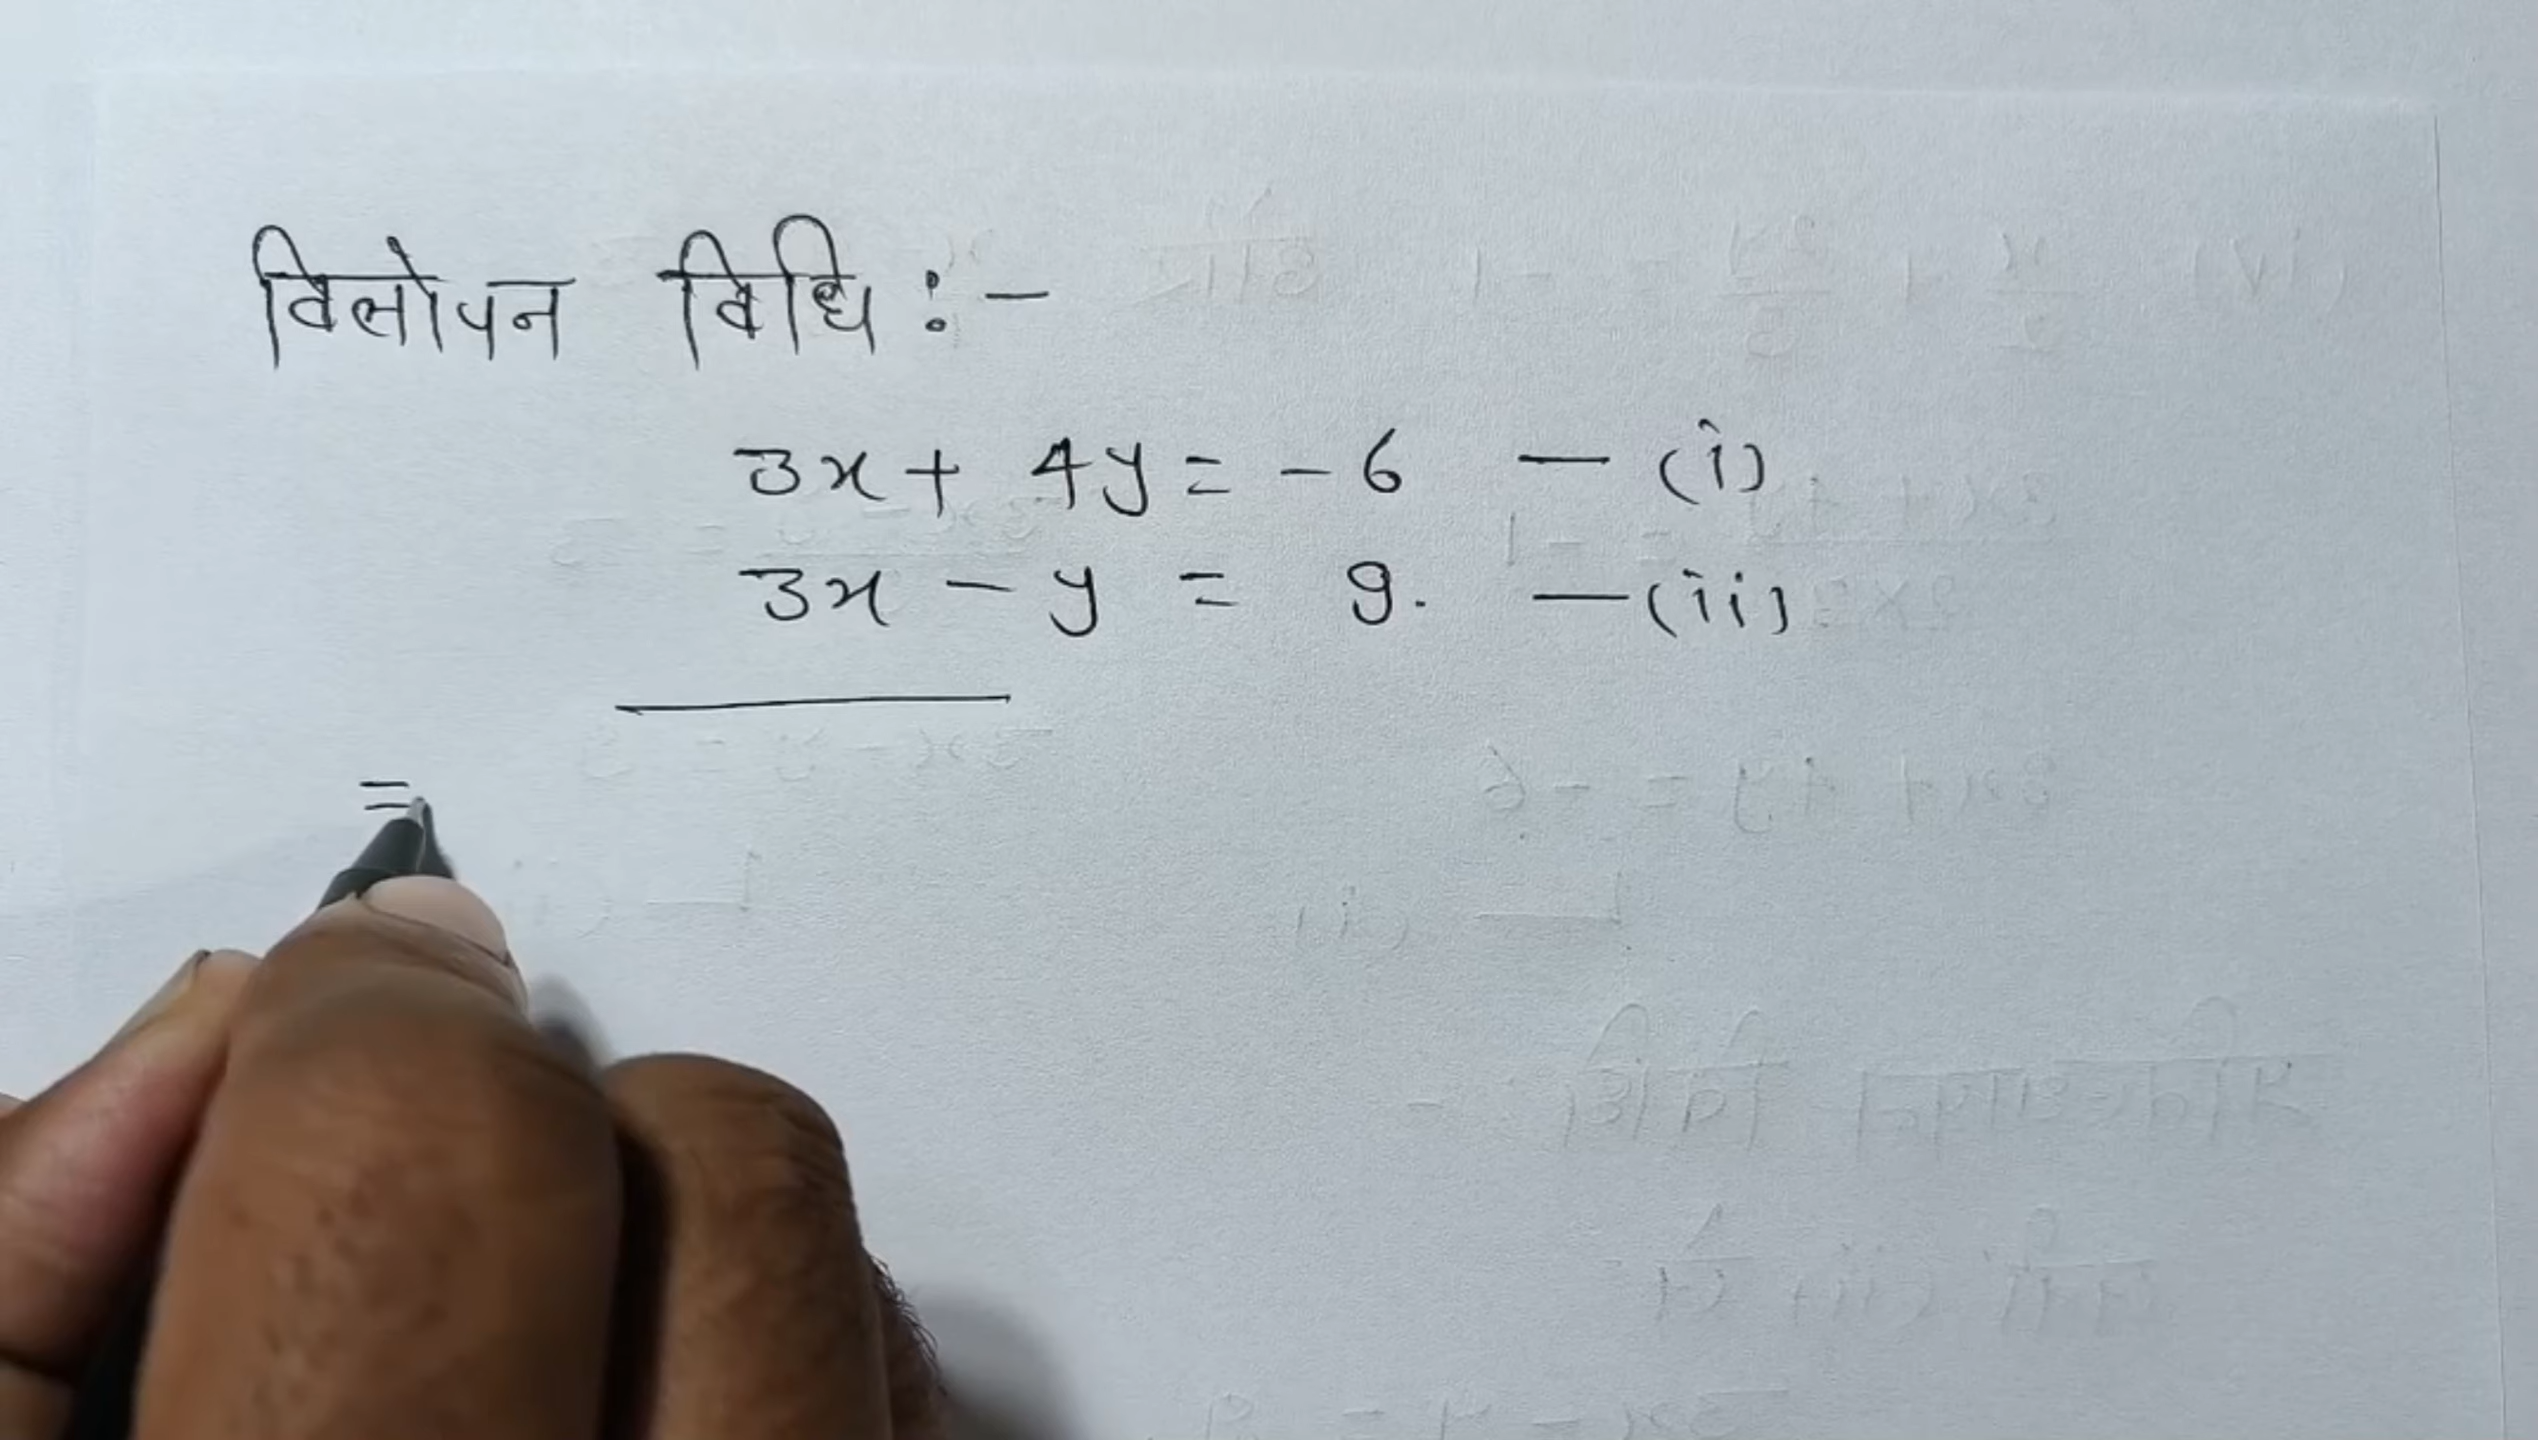 विलोपन विधि :-
3x + 4y = -6 — (i)
3x - y = 9. — (ii)
=